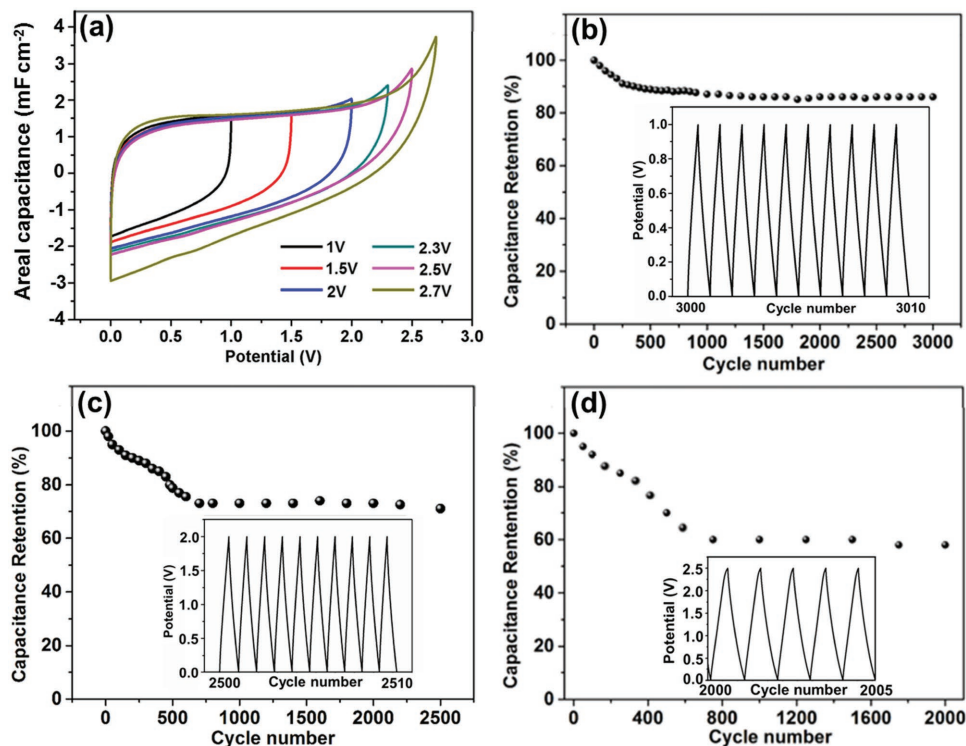 (a)
Areal capacitance (mF cm-2)
4
3
2
1
0
-1
-2
-3
-4
1V
1.5V
2V
2.3V
2.5V
2.7V
0.0 0.5 1.0 1.5 2.0 2.5 3.0
Potential (V)
(b)
Capacitance Retention (%)
100
80
60
40
20
0
Potential (V)
1.0
0.8
0.6
0.4
0.2
0.0
3000 Cycle number 3010
0 500 1000 1500 2000 2500 3000
Cycle number
(c)
Capacitance Retention (%)
100
80
60
40
20
0
Potential (V)
2.0
1.5
1.0
0.5
0.0
2500 Cycle number 2510
0 500 1000 1500 2000 2500
Cycle number
(d)
Capacitance Rentention (%)
100
80
60
40
20
0
Potential (V)
2.5
2.0
1.5
1.0
0.5
0.0
2000 Cycle number 2005
0 400 800 1200 1600 2000
Cycle number